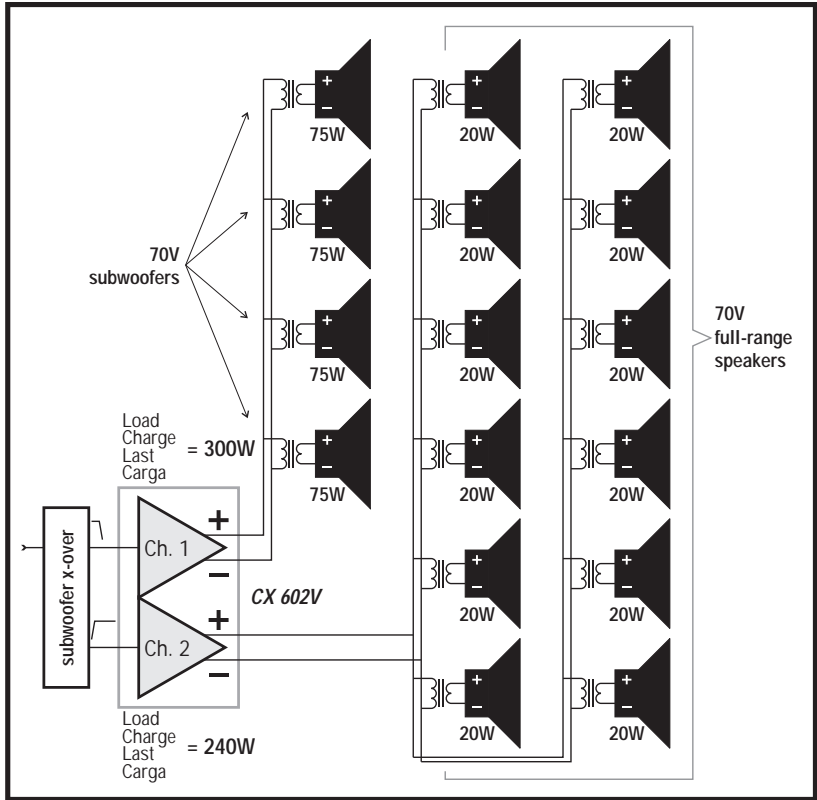 75W
20W
20W
75W
20W
20W
70V
subwoofers
75W
20W
20W
70V
full-range
speakers
Load
Charge
Last
Carga
= 300W
75W
20W
20W
subwoofer x-over
Ch. 1
+
−
CX 602V
20W
20W
Ch. 2
+
−
20W
20W
Load
Charge
Last
Carga
= 240W